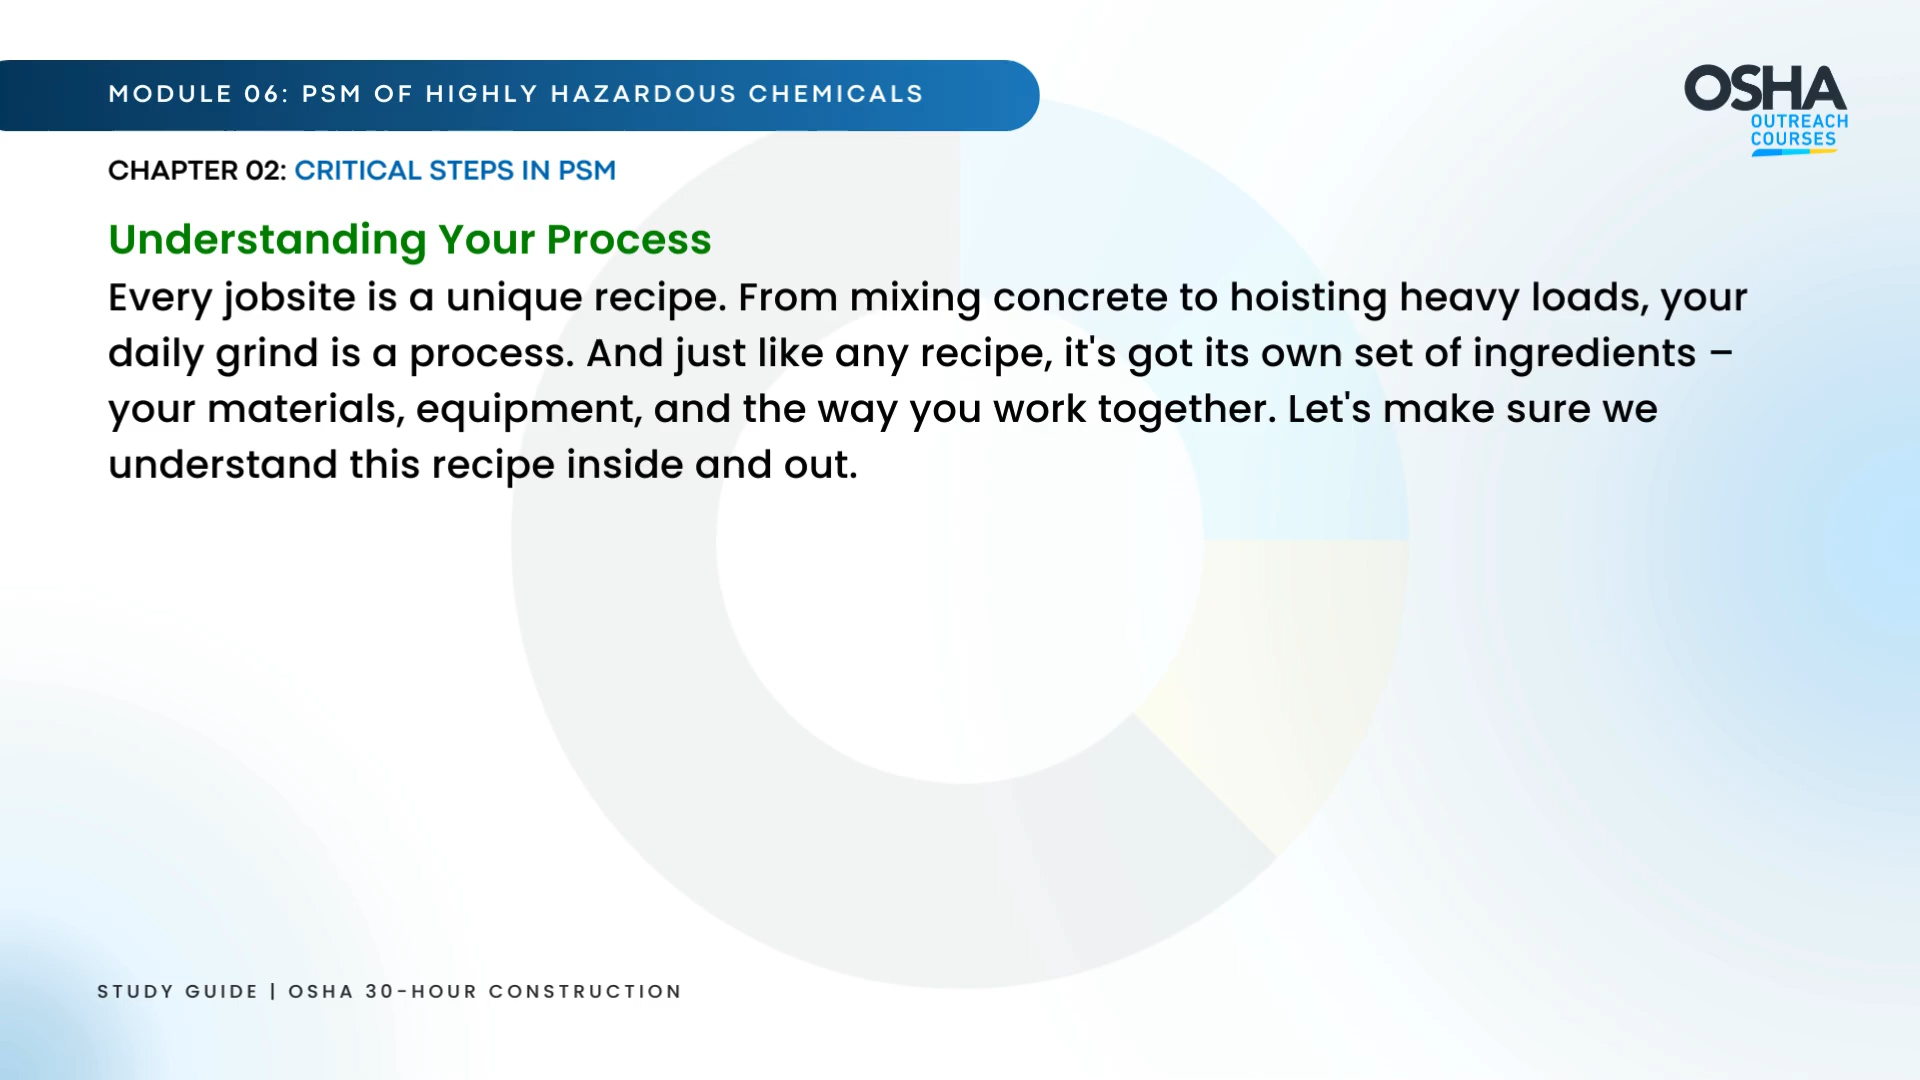 MODULE 06: PSM OF HIGHLY HAZARDOUS CHEMICALS
OSHA
OUTREACH
COURSES
CHAPTER 02: CRITICAL STEPS IN PSM
Understanding Your Process
Every jobsite is a unique recipe. From mixing concrete to hoisting heavy loads, your
daily grind is a process. And just like any recipe, it's got its own set of ingredients –
your materials, equipment, and the way you work together. Let's make sure we
understand this recipe inside and out.
STUDY GUIDE | OSHA 30-HOUR CONSTRUCTION